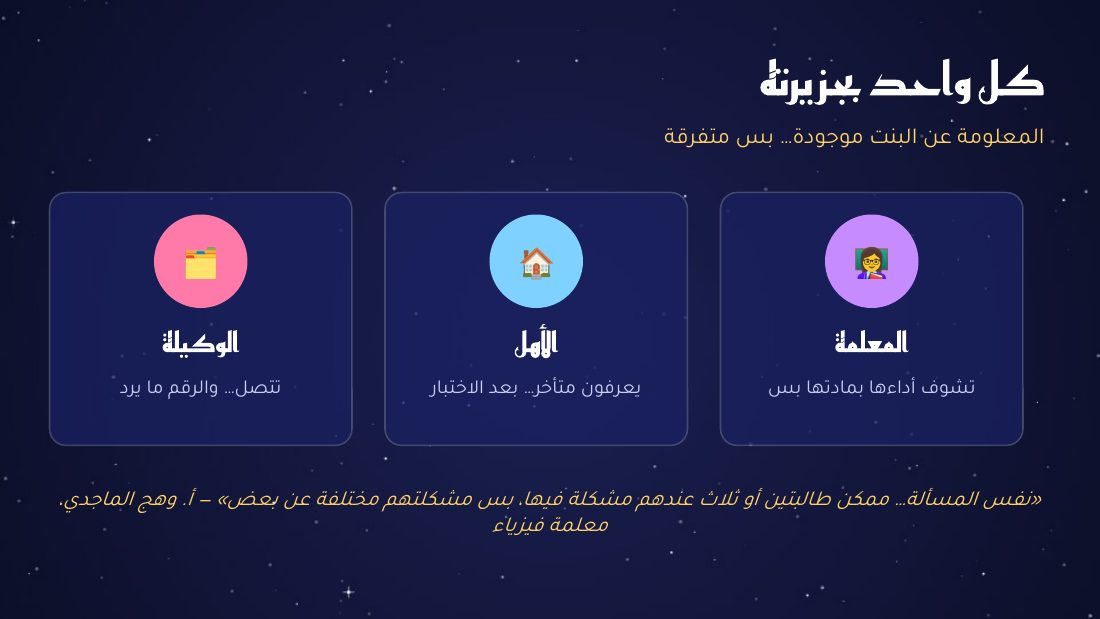 كل واحد بجزيرته
المعلومة عن البنت موجودة... بس متفرقة
المعلمة
تشوف أداءها بمادتها بس
الأهل
يعرفون متأخر... بعد الاختبار
الوكيلة
تتصل... والرقم ما يرد
«نفس المسألة... ممكن طالبتين أو ثلاث عندهم مشكلة فيها، بس مشكلتهم مختلفة عن بعض» — أ. وهج الماجدي،
معلمة فيزياء